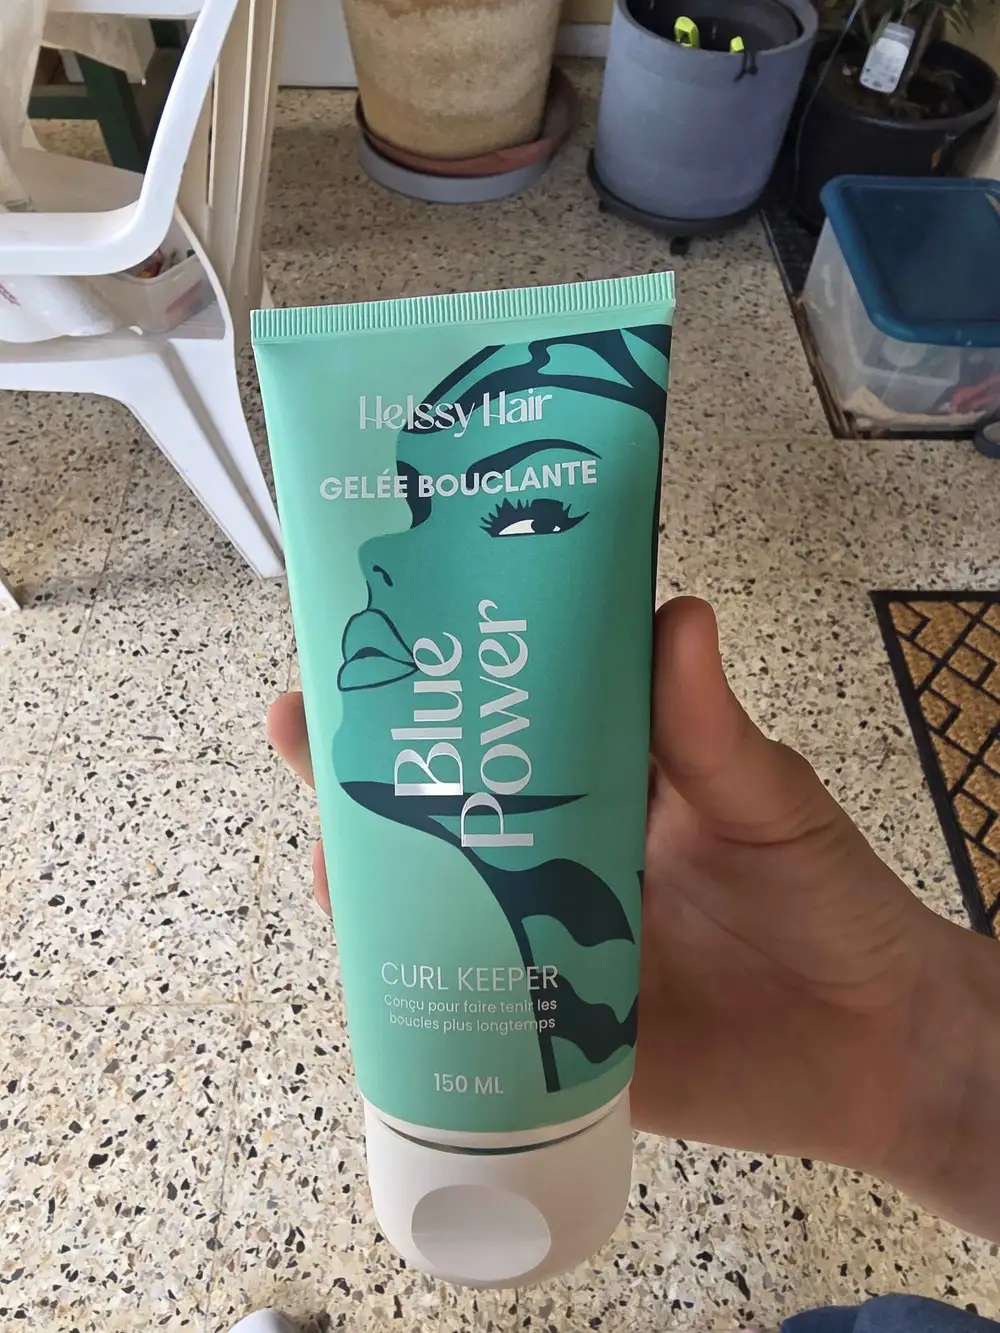 Helssy Hair
GELÉE BOUCLANTE
Blue
Power
CURL KEEPER
Conçu pour faire tenir les
boucles plus longtemps
150 ML